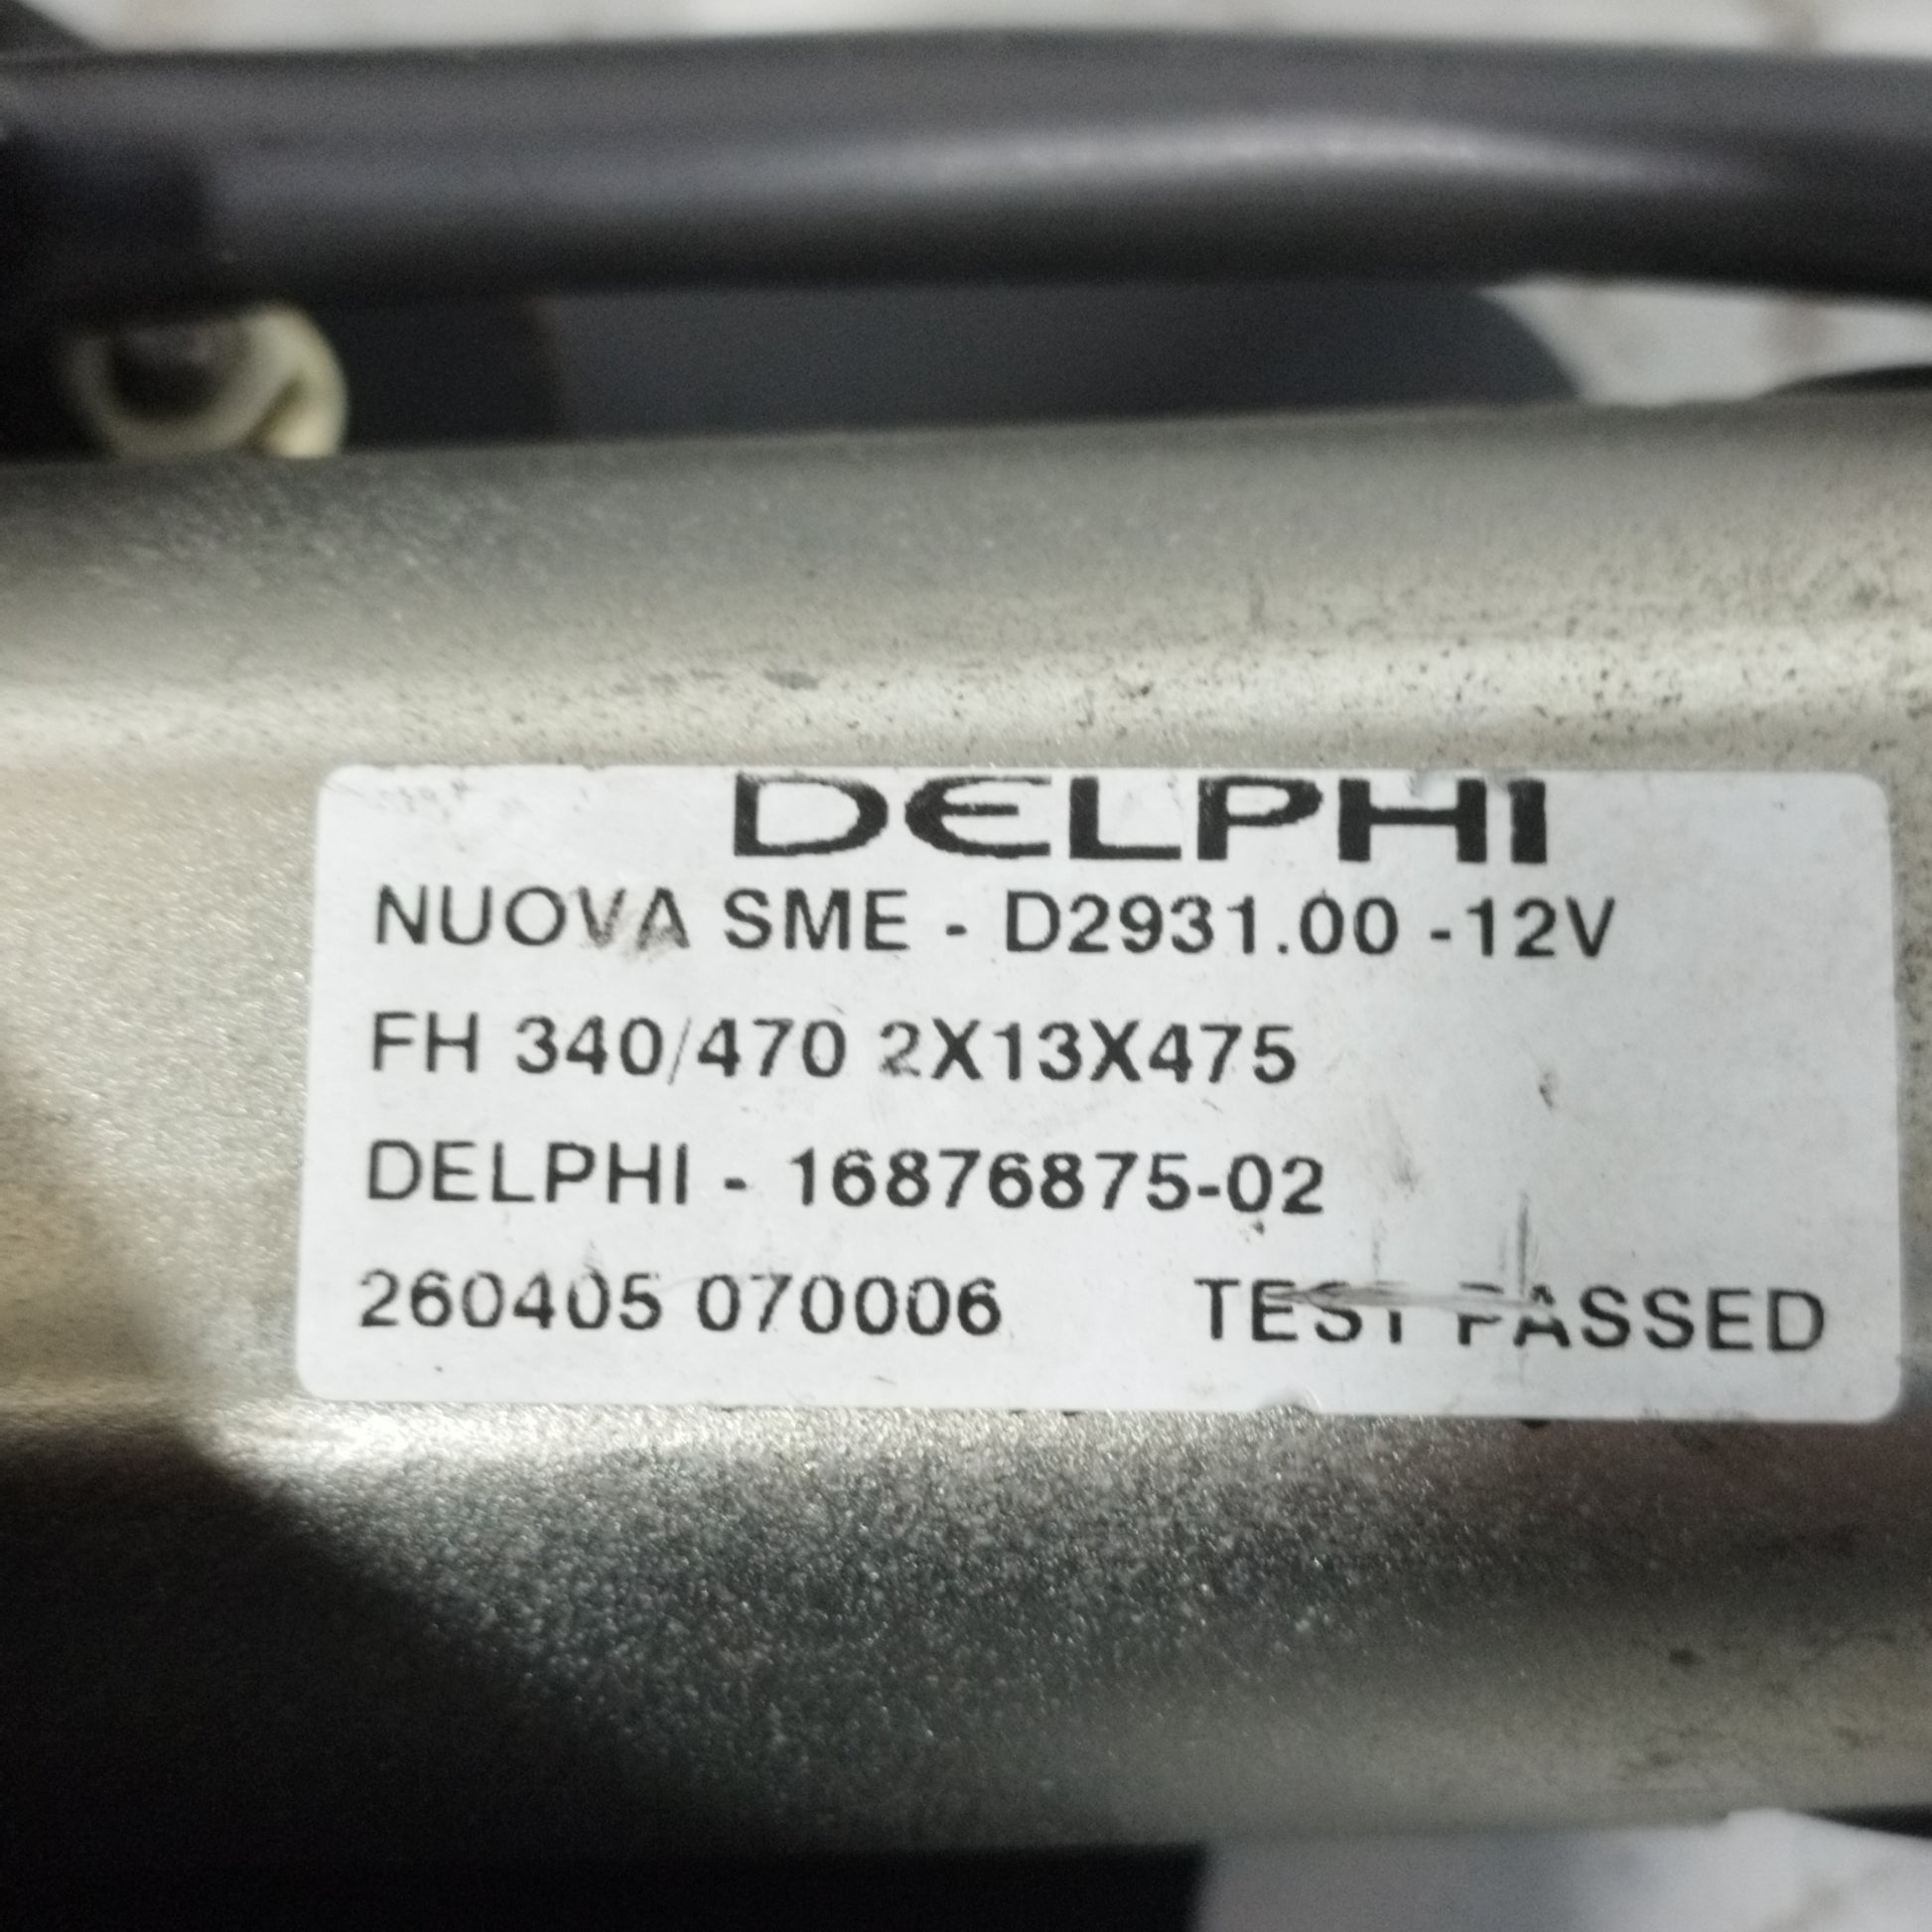 DELPHI
NUOVA SME - D2931.00 -12V
FH 340/470 2X13X475
DELPHI - 16876875-02
260405 070006 TEST PASSED